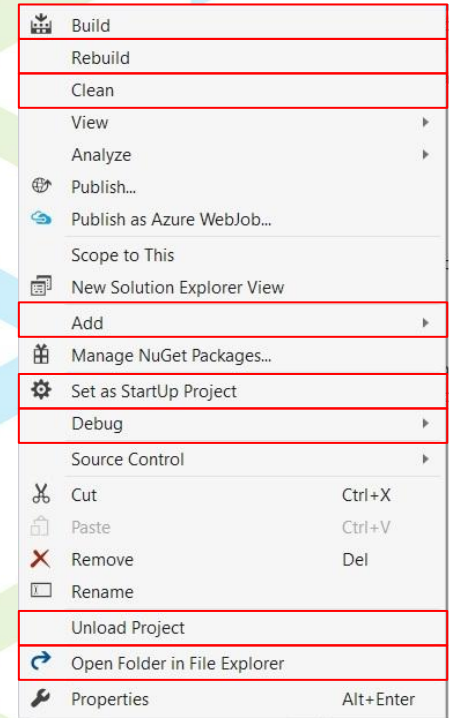 Build
Rebuild
Clean
View
Analyze
Publish...
Publish as Azure WebJob...
Scope to This
New Solution Explorer View
Add
Manage NuGet Packages...
Set as StartUp Project
Debug
Source Control
Cut Ctrl+X
Paste Ctrl+V
Remove Del
Rename
Unload Project
Open Folder in File Explorer
Properties Alt+Enter